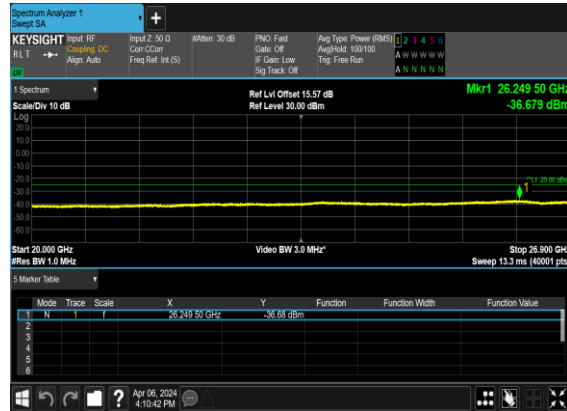 Spectrum Analyzer 1
Swept SA
+
KEYSIGHT Input: RF Input Z: 50 Ω #Atten: 30 dB PNO: Fast Avg Type: Power (RMS) 1 2 3 4 5 6
RLT Coupling: DC Corr CCorr Gate: Off Avg|Hold: 100/100 A W W W W W
Align: Auto Freq Ref: Int (S) IF Gain: Low Trig: Free Run
Sig Track: Off A N N N N N
1 Spectrum Ref Lvl Offset 15.57 dB Mkr1 26.249 50 GHz
Scale/Div 10 dB Ref Level 30.00 dBm -36.679 dBm
Log
20.0
10.0
0.00
-10.0
-20.0
DL1 -25.00 dBm
-30.0
1
-40.0
-50.0
-60.0
Start 20.000 GHz Video BW 3.0 MHz* Stop 26.900 GHz
#Res BW 1.0 MHz Sweep 13.3 ms (40001 pts)
5 Marker Table
Mode Trace Scale X Y Function Function Width Function Value
1 N 1 f 26.249 50 GHz -36.68 dBm
2
3
4
5
6
? Apr 06, 2024
4:10:42 PM